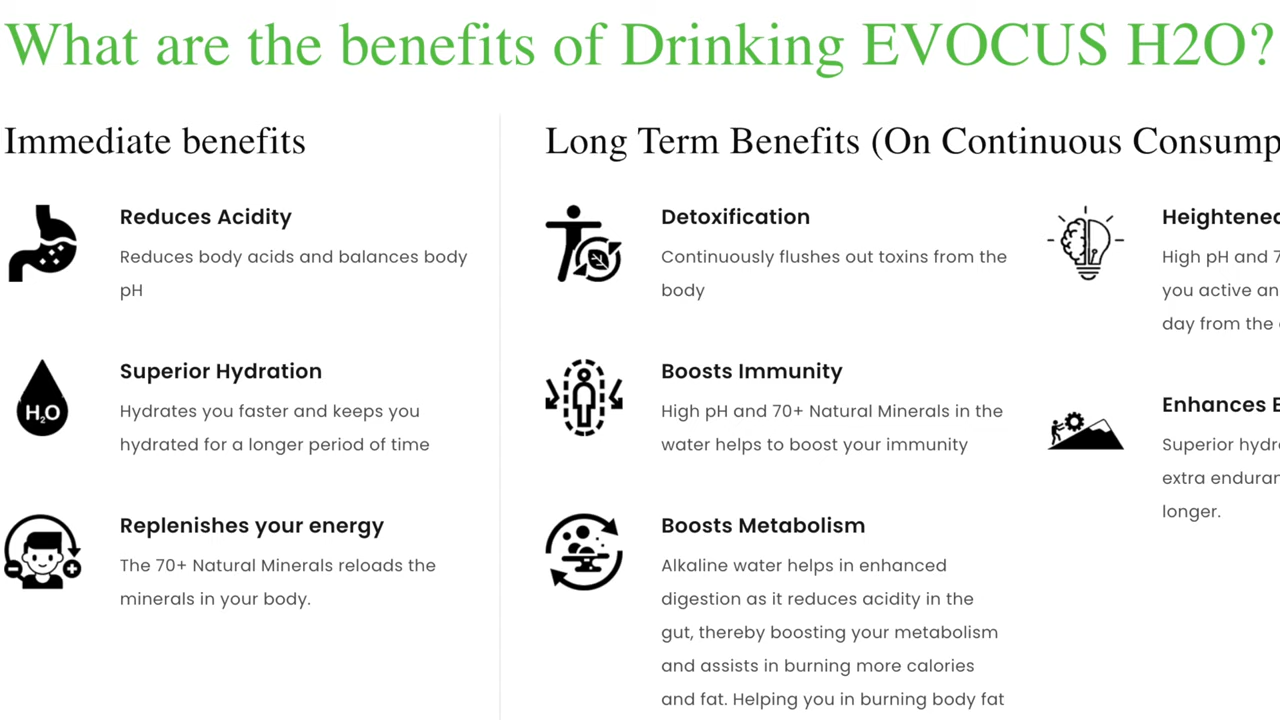 What are the benefits of Drinking EVOCUS H2O?
Immediate benefits
Reduces Acidity
Reduces body acids and balances body
pH
H2O
Superior Hydration
Hydrates you faster and keeps you
hydrated for a longer period of time
Replenishes your energy
The 70+ Natural Minerals reloads the
minerals in your body.
Long Term Benefits (On Continuous
Detoxification
Continuously flushes out toxins from the
body
Boosts Immunity
High pH and 70+ Natural Minerals in the
water helps to boost your immunity
Boosts Metabolism
Alkaline water helps in enhanced
digestion as it reduces acidity in the
gut, thereby boosting your metabolism
and assists in burning more calories
and fat. Helping you in burning body fat
High pH and 7
you active
day from the
Enhances
Superior
extra
longer.